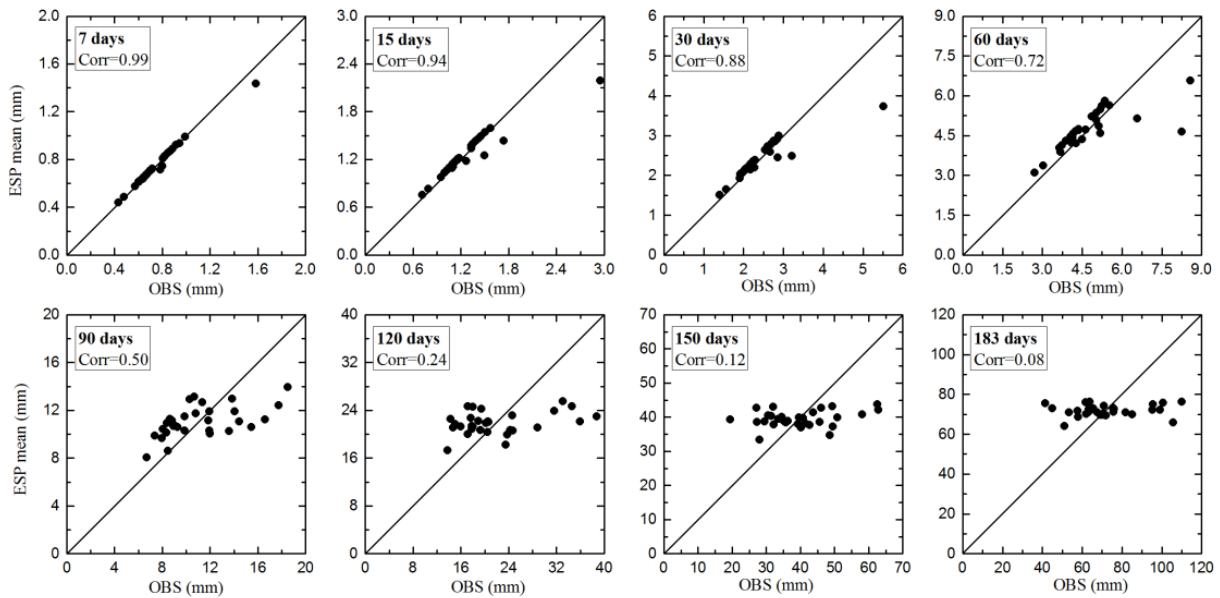 7 days
Corr=0.99
2.0
1.6
1.2
0.8
0.4
0.0
0.0 0.4 0.8 1.2 1.6 2.0
OBS (mm)
ESP mean (mm)
15 days
Corr=0.94
3.0
2.4
1.8
1.2
0.6
0.0
0.0 0.6 1.2 1.8 2.4 3.0
OBS (mm)
30 days
Corr=0.88
6
5
4
3
2
1
0
0 1 2 3 4 5 6
OBS (mm)
60 days
Corr=0.72
9.0
7.5
6.0
4.5
3.0
1.5
0.0
0.0 1.5 3.0 4.5 6.0 7.5 9.0
OBS (mm)
90 days
Corr=0.50
20
16
12
8
4
0
0 4 8 12 16 20
OBS (mm)
ESP mean (mm)
120 days
Corr=0.24
40
32
24
16
8
0
0 8 16 24 32 40
OBS (mm)
150 days
Corr=0.12
70
60
50
40
30
20
10
0
0 10 20 30 40 50 60 70
OBS (mm)
183 days
Corr=0.08
120
100
80
60
40
20
0
0 20 40 60 80 100 120
OBS (mm)